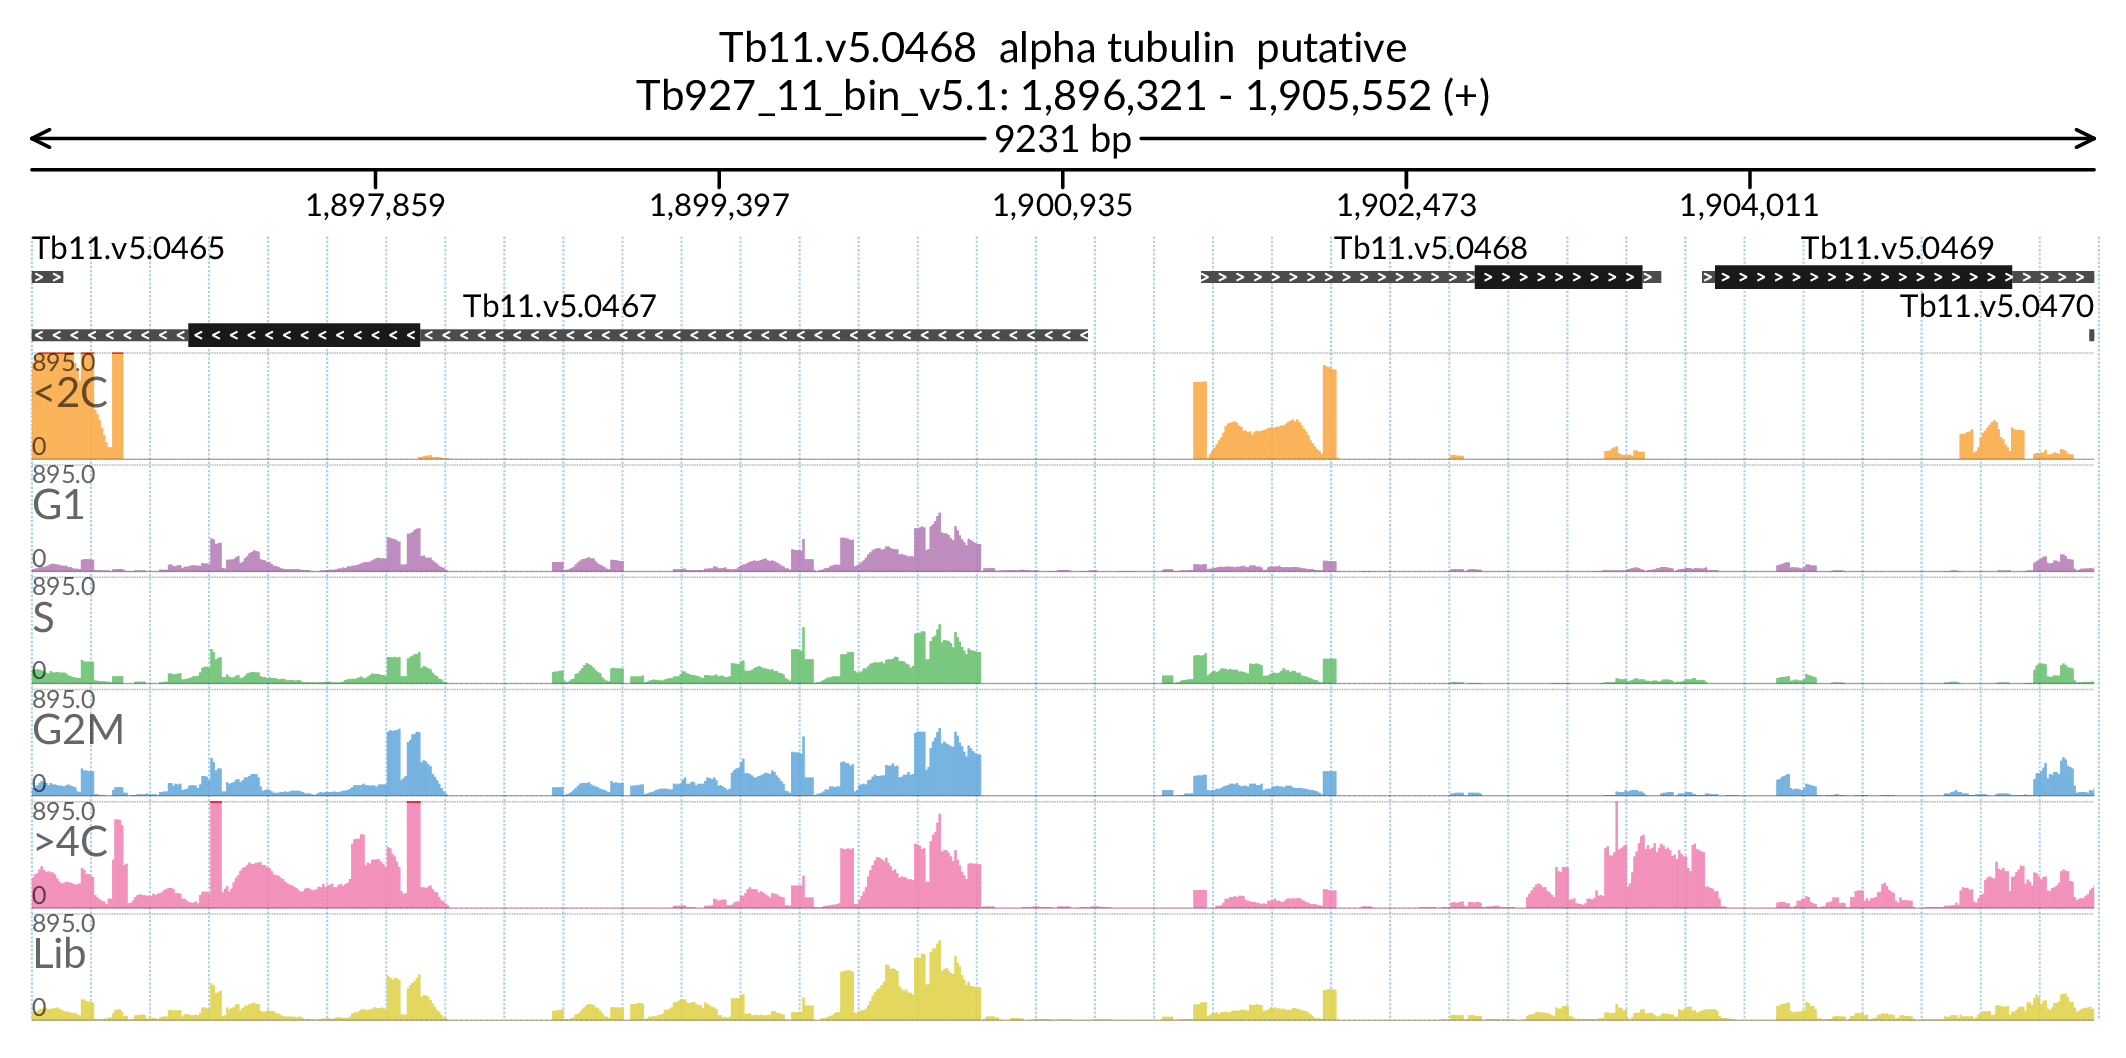 Tb11.v5.0468 alpha tubulin putative
Tb927_11_bin_v5.1: 1,896,321 - 1,905,552 (+)
9231 bp
1,897,859 1,899,397 1,900,935 1,902,473 1,904,011
Tb11.v5.0465 Tb11.v5.0468 Tb11.v5.0469
Tb11.v5.0467 Tb11.v5.0470
895.0
<2C
0
895.0
G1
0
895.0
S
0
895.0
G2M
0
895.0
>4C
0
895.0
Lib
0